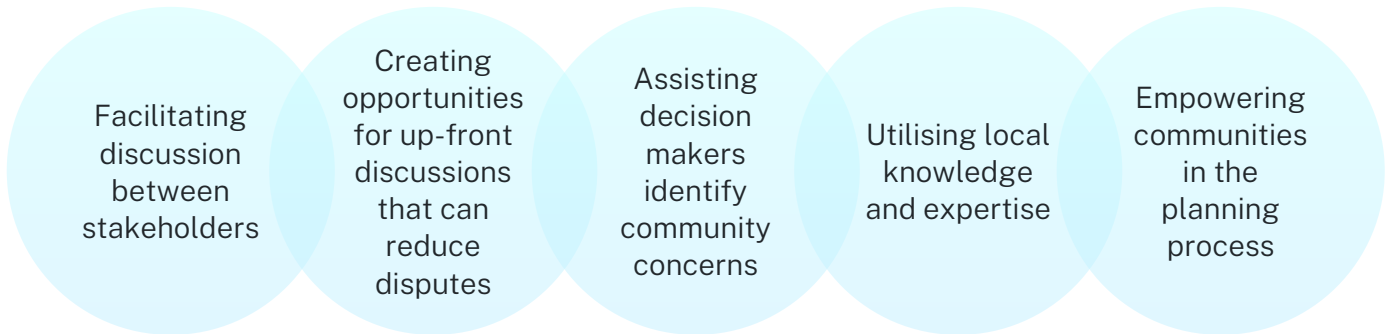 Facilitating
discussion
between
stakeholders
Creating
opportunities
for up-front
discussions
that can
reduce
disputes
Assisting
decision
makers
identify
community
concerns
Utilising local
knowledge
and expertise
Empowering
communities
in the
planning
process